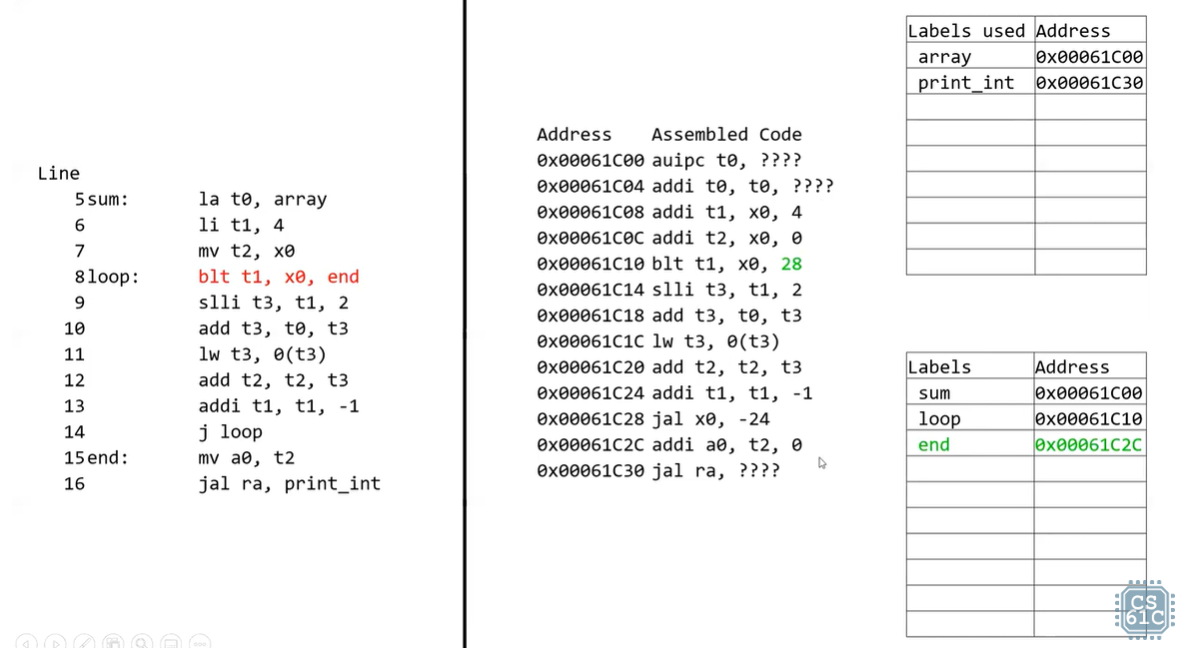 Line
5 sum: la t0, array
6 li t1, 4
7 mv t2, x0
8 loop: blt t1, x0, end
9 slli t3, t1, 2
10 add t3, t0, t3
11 lw t3, 0(t3)
12 add t2, t2, t3
13 addi t1, t1, -1
14 j loop
15 end: mv a0, t2
16 jal ra, print_int
Address Assembled Code
0x00061C00 auipc t0, ????
0x00061C04 addi t0, t0, ????
0x00061C08 addi t1, x0, 4
0x00061C0C addi t2, x0, 0
0x00061C10 blt t1, x0, 28
0x00061C14 slli t3, t1, 2
0x00061C18 add t3, t0, t3
0x00061C1C lw t3, 0(t3)
0x00061C20 add t2, t2, t3
0x00061C24 addi t1, t1, -1
0x00061C28 jal x0, -24
0x00061C2C addi a0, t2, 0
0x00061C30 jal ra, ????
Labels used Address
array 0x00061C00
print_int 0x00061C30
Labels Address
sum 0x00061C00
loop 0x00061C10
end 0x00061C2C
CS
61C